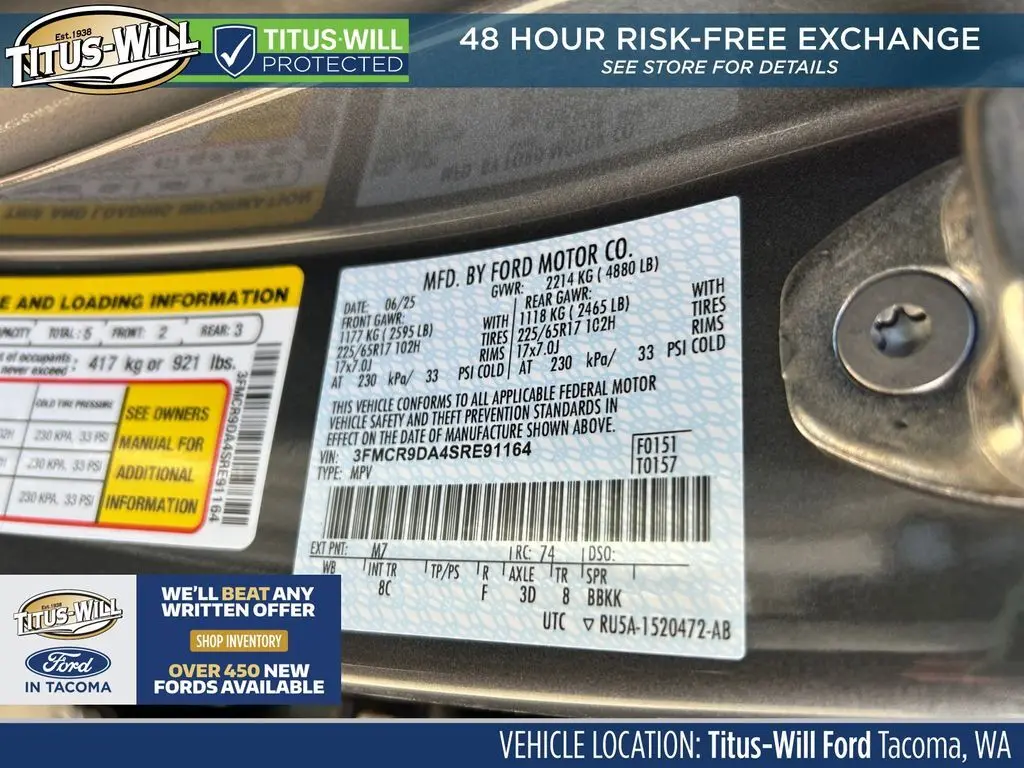 Est. 1938
TITUS-WILL
TITUS-WILL
PROTECTED
48 HOUR RISK-FREE EXCHANGE
SEE STORE FOR DETAILS
E AND LOADING INFORMATION
TOTAL: 5 FRONT: 2 REAR: 3
of occupants
never exceed : 417 kg or 921 lbs.
COLD TIRE PRESSURE
230 KPA, 33 PSI
230 KPA, 33 PSI
230 KPA, 33 PSI
SEE OWNERS
MANUAL FOR
ADDITIONAL
INFORMATION
3FMCR9DA4SRE91164
MFD. BY FORD MOTOR CO.
DATE: 06/25 GVWR: 2214 KG ( 4880 LB)
FRONT GAWR: REAR GAWR:
1177 KG ( 2595 LB) WITH 1118 KG ( 2465 LB) WITH
225/65R17 102H TIRES 225/65R17 102H TIRES
17x7.0J RIMS 17x7.0J RIMS
AT 230 kPa/ 33 PSI COLD AT 230 kPa/ 33 PSI COLD
THIS VEHICLE CONFORMS TO ALL APPLICABLE FEDERAL MOTOR
VEHICLE SAFETY AND THEFT PREVENTION STANDARDS IN
EFFECT ON THE DATE OF MANUFACTURE SHOWN ABOVE.
VIN: 3FMCR9DA4SRE91164 F0151
TYPE: MPV T0157
EXT PNT: M7 RC: 74 DSO:
WB INT TR TP/PS R AXLE TR SPR
8C F 3D 8 BBKK
UTC ▽ RU5A-1520472-AB
Est. 1938
TITUS-WILL
Ford
IN TACOMA
WE'LL BEAT ANY
WRITTEN OFFER
SHOP INVENTORY
OVER 450 NEW
FORDS AVAILABLE
VEHICLE LOCATION: Titus-Will Ford Tacoma, WA